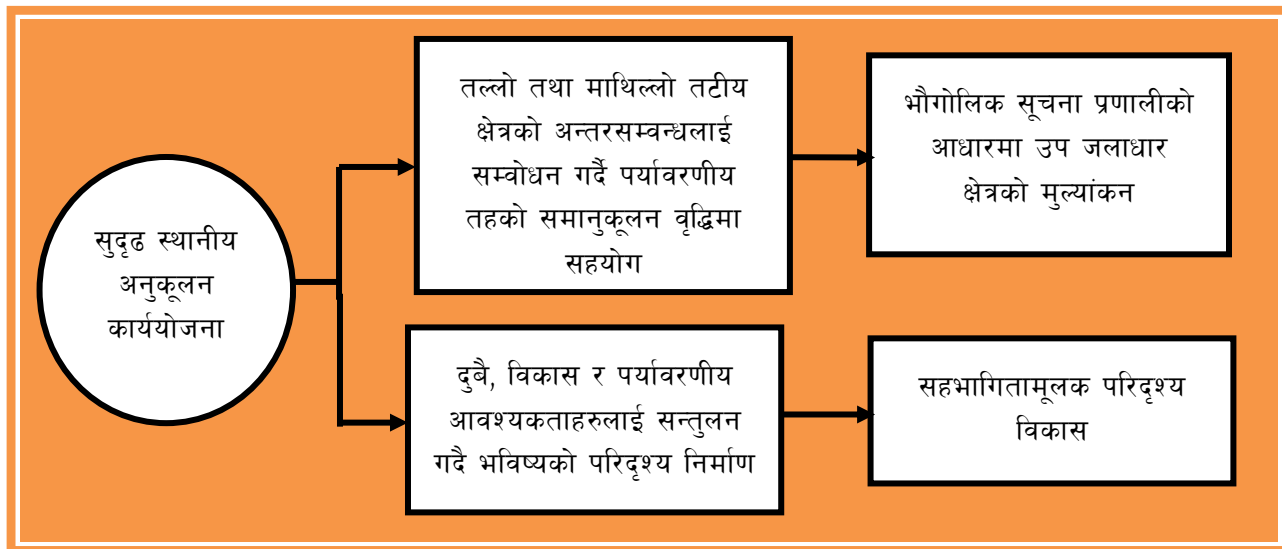 सुदृढ स्थानीय
अनुकूलन
कार्ययोजना
तल्लो तथा माथिल्लो तटीय
क्षेत्रको अन्तरसम्वन्धलाई
सम्वोधन गर्दै पर्यावरणीय
तहको समानुकूलन वृद्धिमा
सहयोग
भौगोलिक सूचना प्रणालीको
आधारमा उप जलाधार
क्षेत्रको मुल्यांकन
दुबै, विकास र पर्यावरणीय
आवश्यकताहरुलाई सन्तुलन
गदै भविष्यको परिदृश्य निर्माण
सहभागितामूलक परिदृश्य
विकास